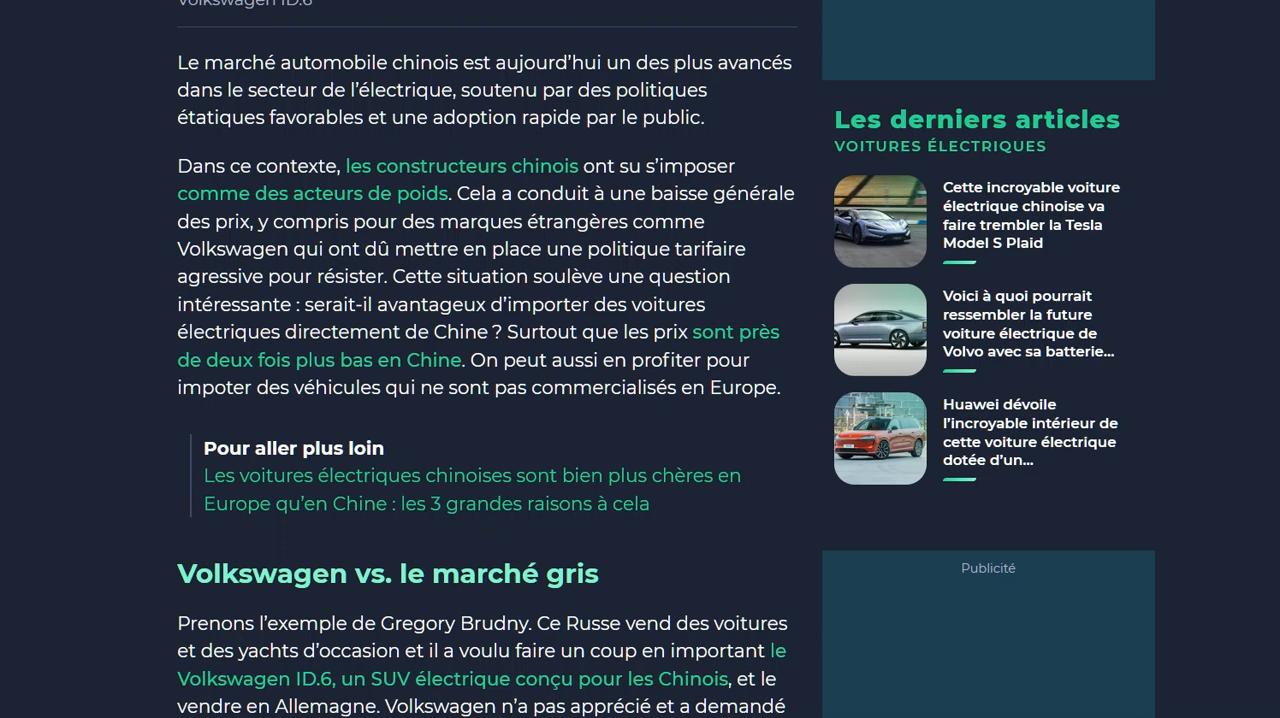 Volkswagen ID.6
Le marché automobile chinois est aujourd’hui un des plus avancés
dans le secteur de l’électrique, soutenu par des politiques
étatiques favorables et une adoption rapide par le public.
Dans ce contexte, les constructeurs chinois ont su s’imposer
comme des acteurs de poids. Cela a conduit à une baisse générale
des prix, y compris pour des marques étrangères comme
Volkswagen qui ont dû mettre en place une politique tarifaire
agressive pour résister. Cette situation soulève une question
intéressante : serait-il avantageux d’importer des voitures
électriques directement de Chine ? Surtout que les prix sont près
de deux fois plus bas en Chine. On peut aussi en profiter pour
impoter des véhicules qui ne sont pas commercialisés en Europe.
Pour aller plus loin
Les voitures électriques chinoises sont bien plus chères en
Europe qu’en Chine : les 3 grandes raisons à cela
Volkswagen vs. le marché gris
Prenons l’exemple de Gregory Brudny. Ce Russe vend des voitures
et des yachts d’occasion et il a voulu faire un coup en important le
Volkswagen ID.6, un SUV électrique conçu pour les Chinois, et le
vendre en Allemagne. Volkswagen n’a pas apprécié et a demandé
Les derniers articles
VOITURES ÉLECTRIQUES
Cette incroyable voiture
électrique chinoise va
faire trembler la Tesla
Model S Plaid
Voici à quoi pourrait
ressembler la future
voiture électrique de
Volvo avec sa batterie…
Huawei dévoile
l’incroyable intérieur de
cette voiture électrique
dotée d’un…
Publicité